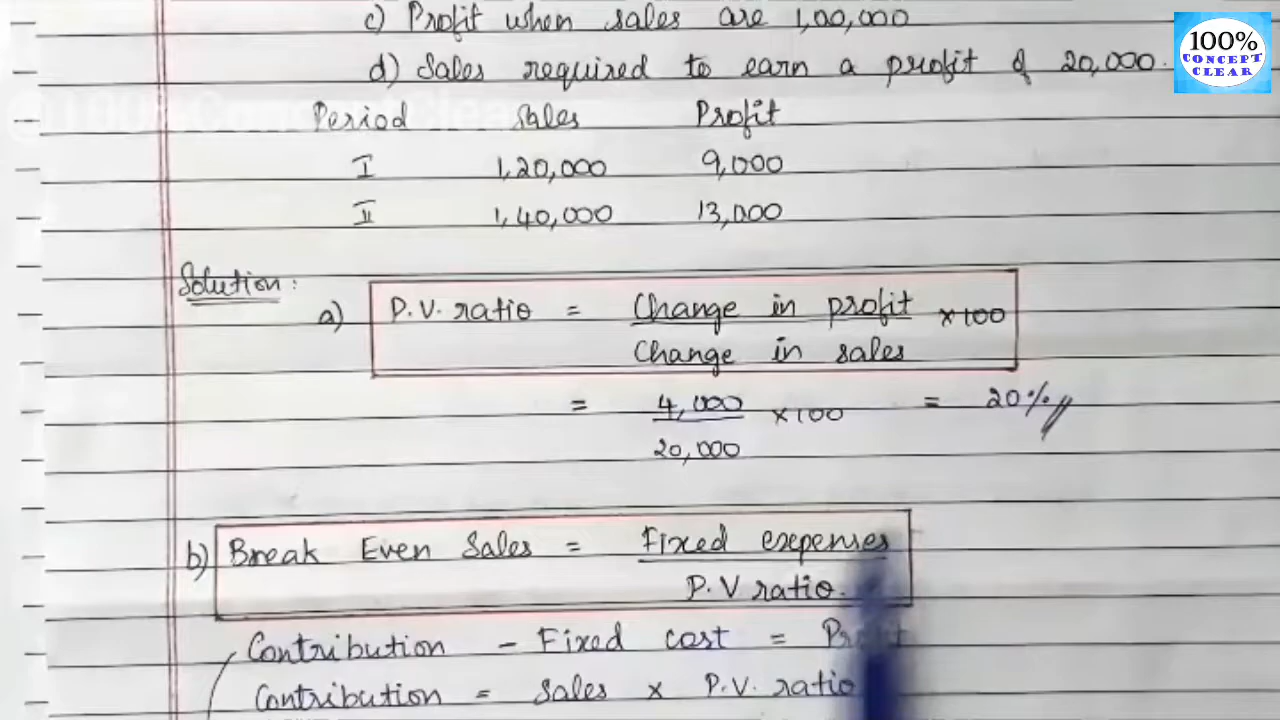 c) Profit when sales are 1,00,000
d) Sales required to earn a profit of 20,000.
100%
CONCEPT
CLEAR
Period Sales Profit
I 1,20,000 9,000
II 1,40,000 13,000
Solution:
a) P.V. ratio = Change in profit ×100
Change in sales
= 4,000 ×100 = 20%
20,000
b) Break Even Sales = Fixed expenses
P.V ratio.
Contribution - Fixed cost = Profit
Contribution = Sales × P.V. ratio